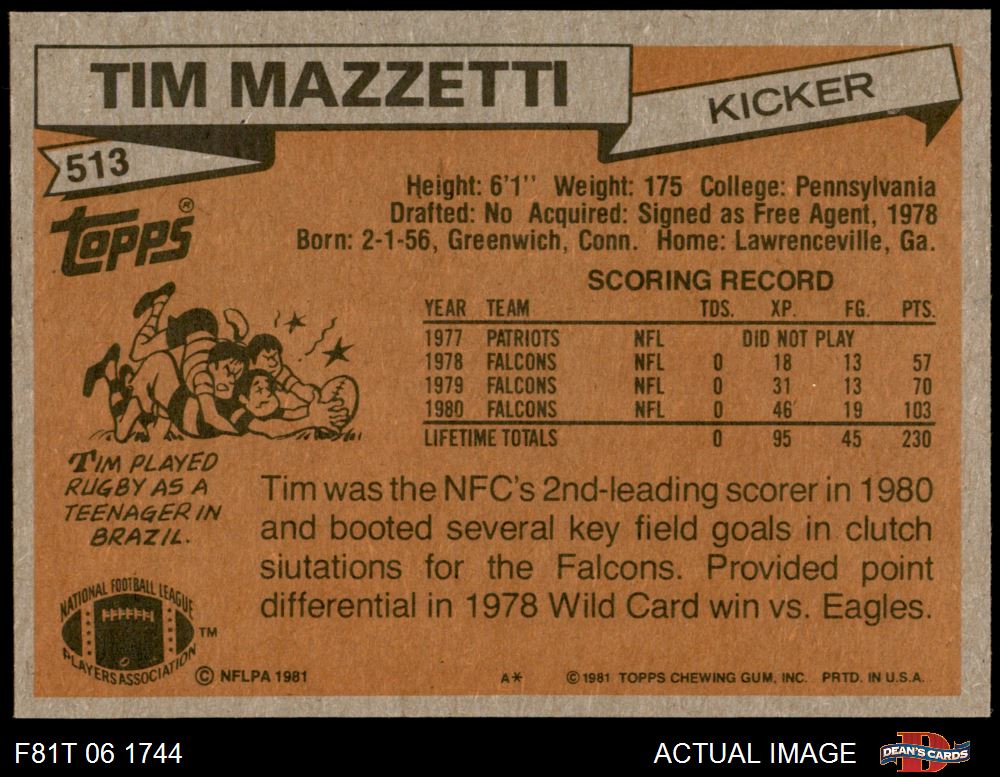 TIM MAZZETTI
KICKER
513
Topps®
Height: 6'1" Weight: 175 College: Pennsylvania
Drafted: No Acquired: Signed as Free Agent, 1978
Born: 2-1-56, Greenwich, Conn. Home: Lawrenceville, Ga.
SCORING RECORD
YEAR TEAM TDS. XP. FG. PTS.
1977 PATRIOTS NFL DID NOT PLAY
1978 FALCONS NFL 0 18 13 57
1979 FALCONS NFL 0 31 13 70
1980 FALCONS NFL 0 46 19 103
LIFETIME TOTALS 0 95 45 230
TIM PLAYED
RUGBY AS A
TEENAGER IN
BRAZIL.
Tim was the NFC's 2nd-leading scorer in 1980
and booted several key field goals in clutch
siutations for the Falcons. Provided point
differential in 1978 Wild Card win vs. Eagles.
NATIONAL FOOTBALL LEAGUE
PLAYERS ASSOCIATION
TM
© NFLPA 1981
A*
© 1981 TOPPS CHEWING GUM, INC. PRTD. IN U.S.A.
F81T 06 1744
ACTUAL IMAGE
D
DEAN'S CARDS